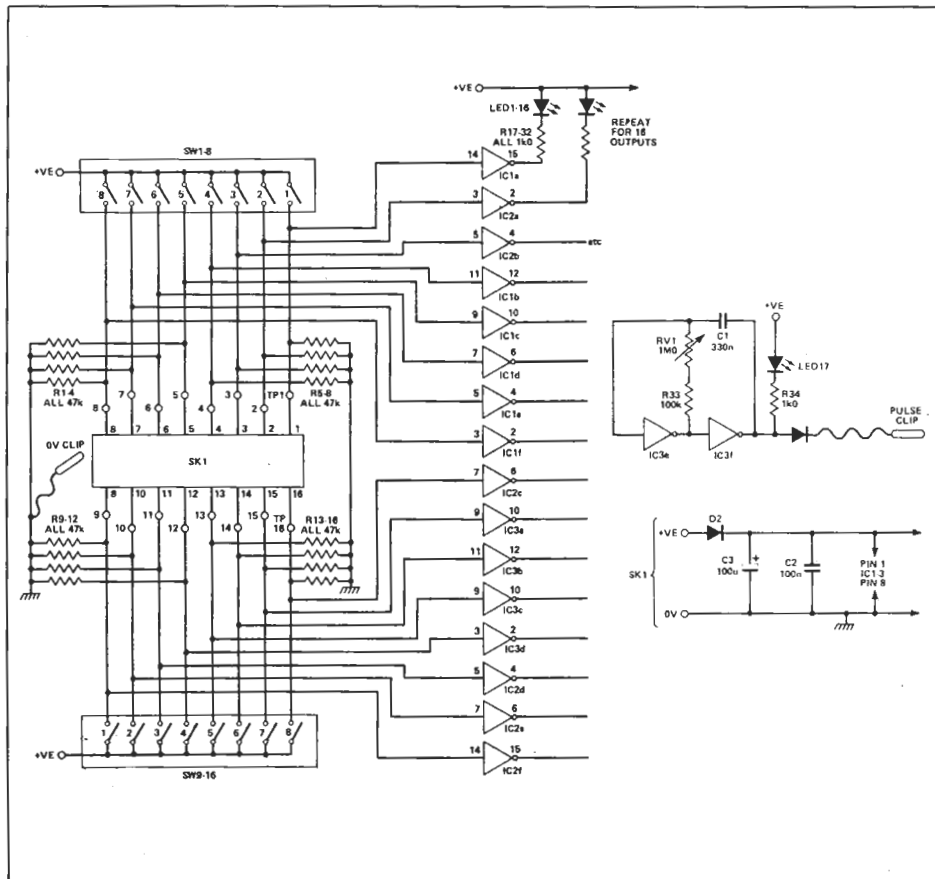 +VE
LED1-16
R17-32
ALL 1k0
REPEAT
FOR 16
OUTPUTS
SW1-8
+VE
8 7 6 5 4 3 2 1
14 15
IC1a
3 2
IC2a
5 4
IC2b
etc
11 12
IC1b
9 10
IC1c
7 6
IC1d
5 4
IC1e
3 2
IC1f
7 6
IC2c
9 10
IC3a
11 12
IC3b
9 10
IC3c
3 2
IC3d
5 4
IC2d
7 6
IC2e
14 15
IC2f
R1-4
ALL 47k
R5-8
ALL 47k
7 5 3 TP1
8 6 4 2
8 7 6 5 4 3 2 1
SK1
0V CLIP
8 10 11 12 13 14 15 16
9 11 13 15 TP
16
10 12 14
R9-12
ALL 47k
R13-16
ALL 47k
1 2 3 4 5 6 7 8
+VE
SW9-16
+VE
C1
330n
RV1
1M0
LED17
R33
100k
R34
1k0
PULSE
CLIP
IC3e
IC3f
SK1
+VE
D2
C3
100u
+
C2
100n
PIN 1
IC1-3
PIN 8
0V